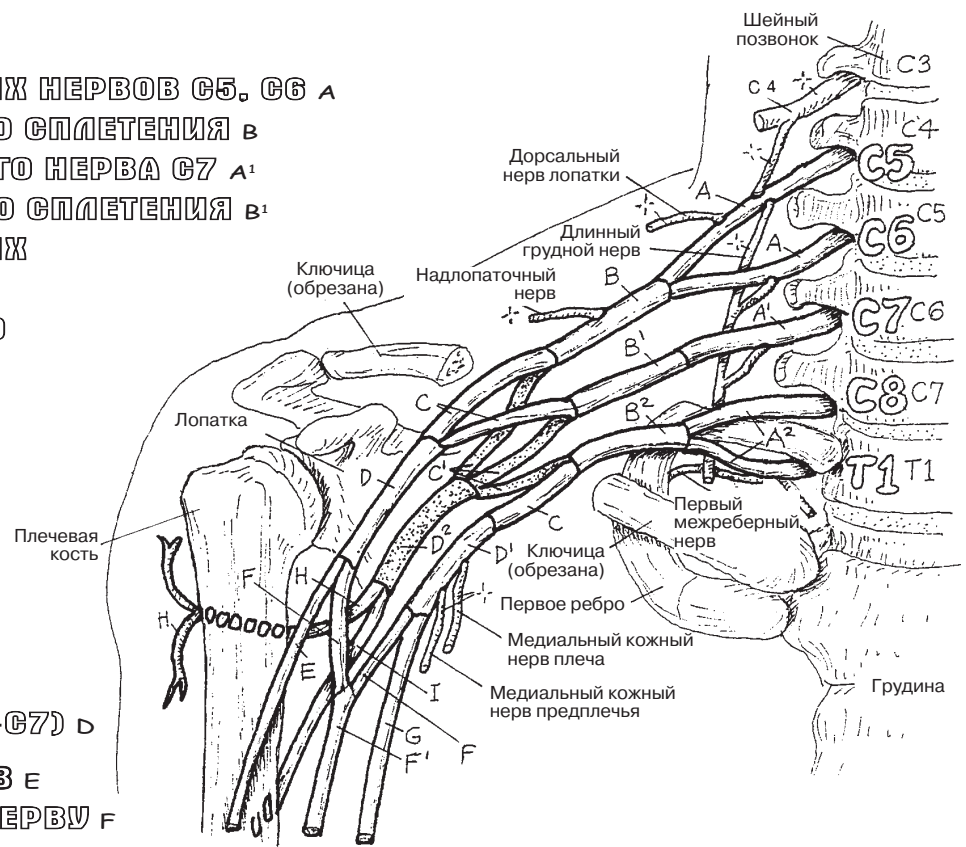 Шейный
позвонок
C3
C4
C4
ИХ НЕРВОВ C5, C6 A
О СПЛЕТЕНИЯ B
ГО НЕРВА C7 A¹
О СПЛЕТЕНИЯ B¹
ИХ
О
C5
Дорсальный
нерв лопатки
A
C5
Длинный
грудной нерв
A
C6
Ключица
(обрезана)
Надлопаточный
нерв
B
A¹
C7
C6
B¹
C8
C7
C
B²
A²
Лопатка
D
C¹
T1
T1
Первый
межреберный
нерв
C
Плечевая
кость
D²
D¹
Ключица
(обрезана)
F
H
Первое ребро
H
Медиальный кожный
нерв плеча
E
I
Медиальный кожный
нерв предплечья
Грудина
-C7) D
G
F
F¹
В E
ЕРВУ F